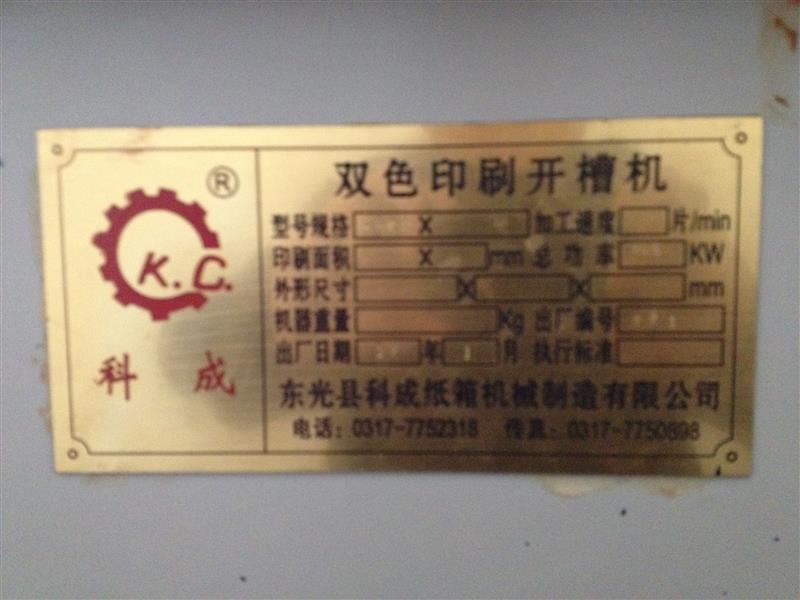 ®
K.C.
科成
双色印刷开槽机
型号规格 X 加工速度 片/min
印刷面积 X mm 总功率 KW
外形尺寸 X X mm
机器重量 Kg 出厂编号
出厂日期 年 月 执行标准
东光县科成纸箱机械制造有限公司
电话：0317-7752318 传真：0317-7750898